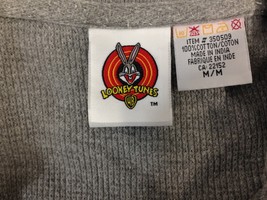 LOONEY TUNES
TM
ITEM # 350509
100%COTTON/COTON
MADE IN INDIA
FABRIQUE EN INDE
CA-22152
M/M